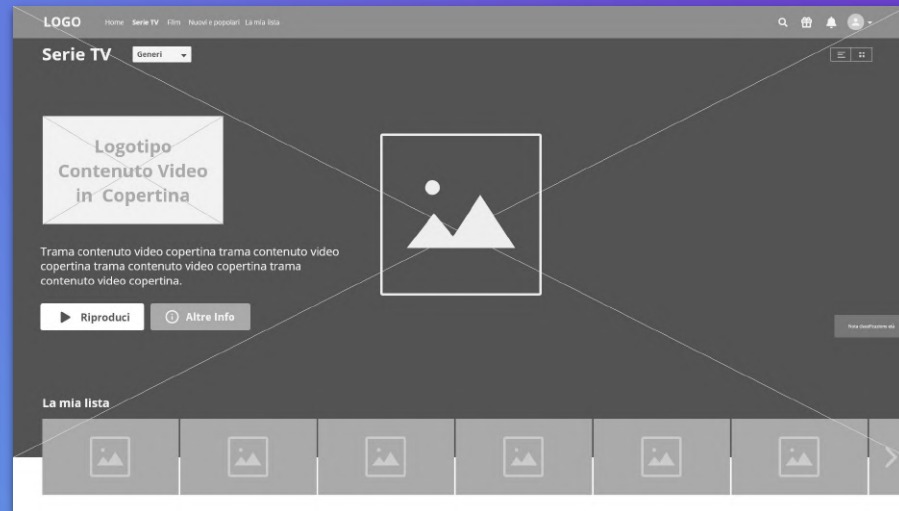 LOGO
Home Serie TV Film Nuovi e popolari La mia lista
Serie TV
Generi
Logotipo
Contenuto Video
in Copertina
Trama contenuto video copertina trama contenuto video
copertina trama contenuto video copertina trama
contenuto video copertina.
Riproduci
Altre Info
La mia lista